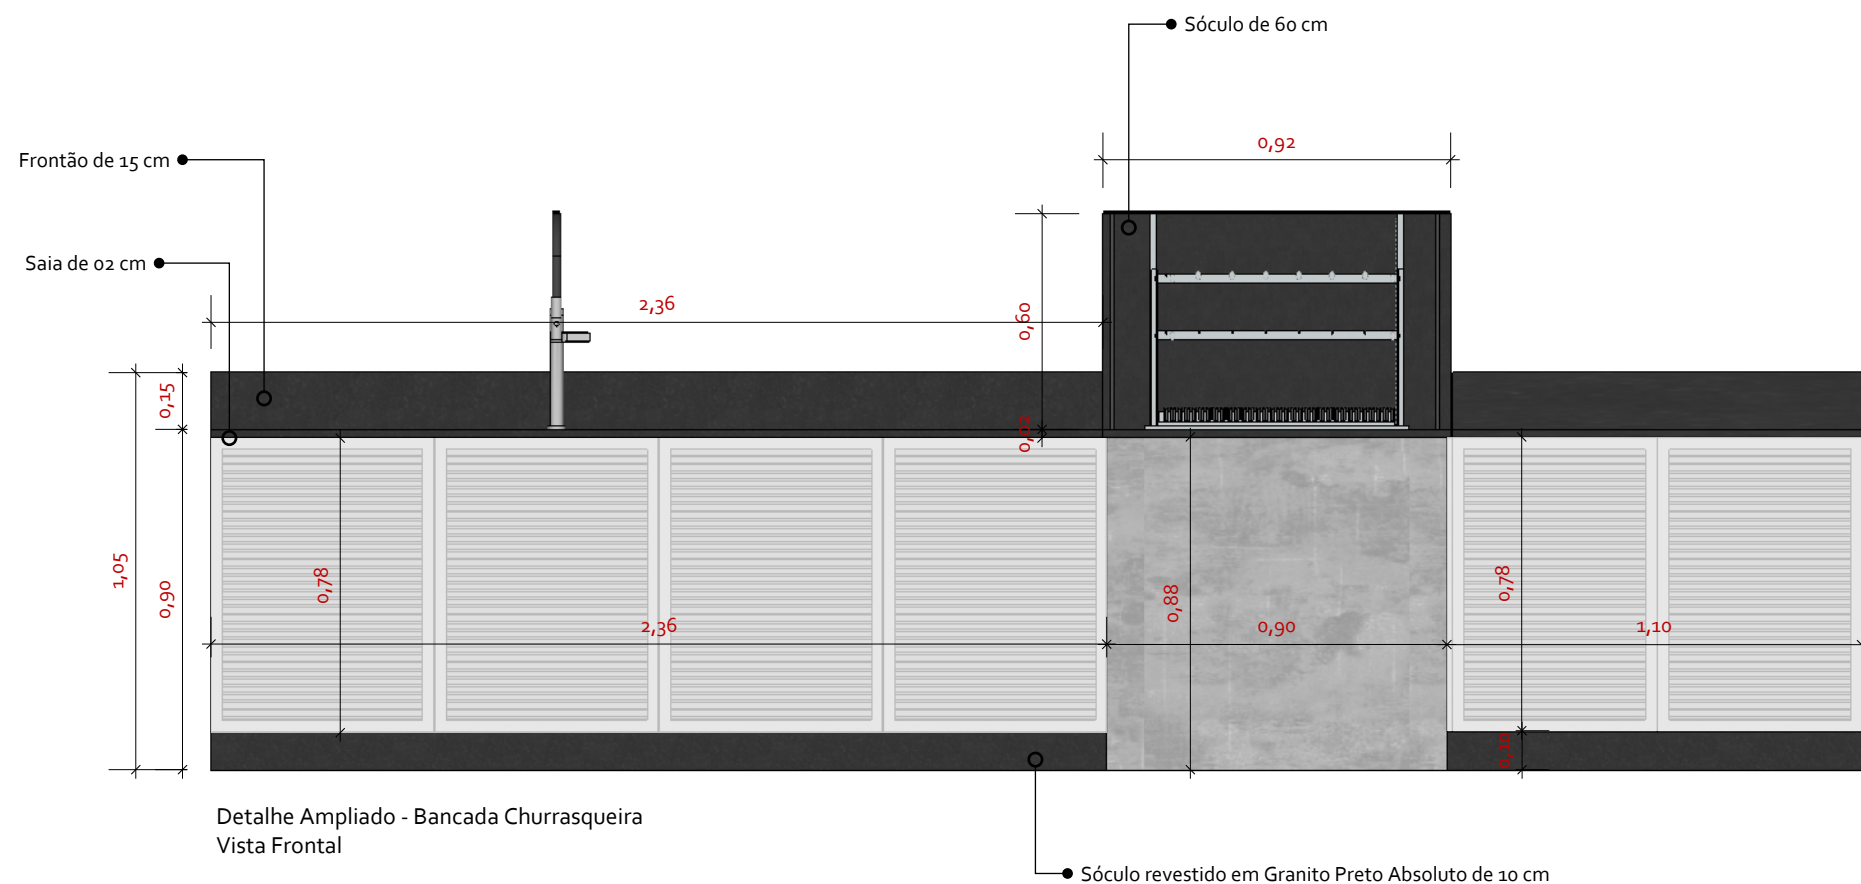 Sóculo de 60 cm
0,92
Frontão de 15 cm
Saia de 02 cm
2,36
0,60
0,15
0,02
1,05
0,90
0,78
0,88
0,78
2,36
0,90
1,10
0,10
Detalhe Ampliado - Bancada Churrasqueira
Vista Frontal
Sóculo revestido em Granito Preto Absoluto de 10 cm